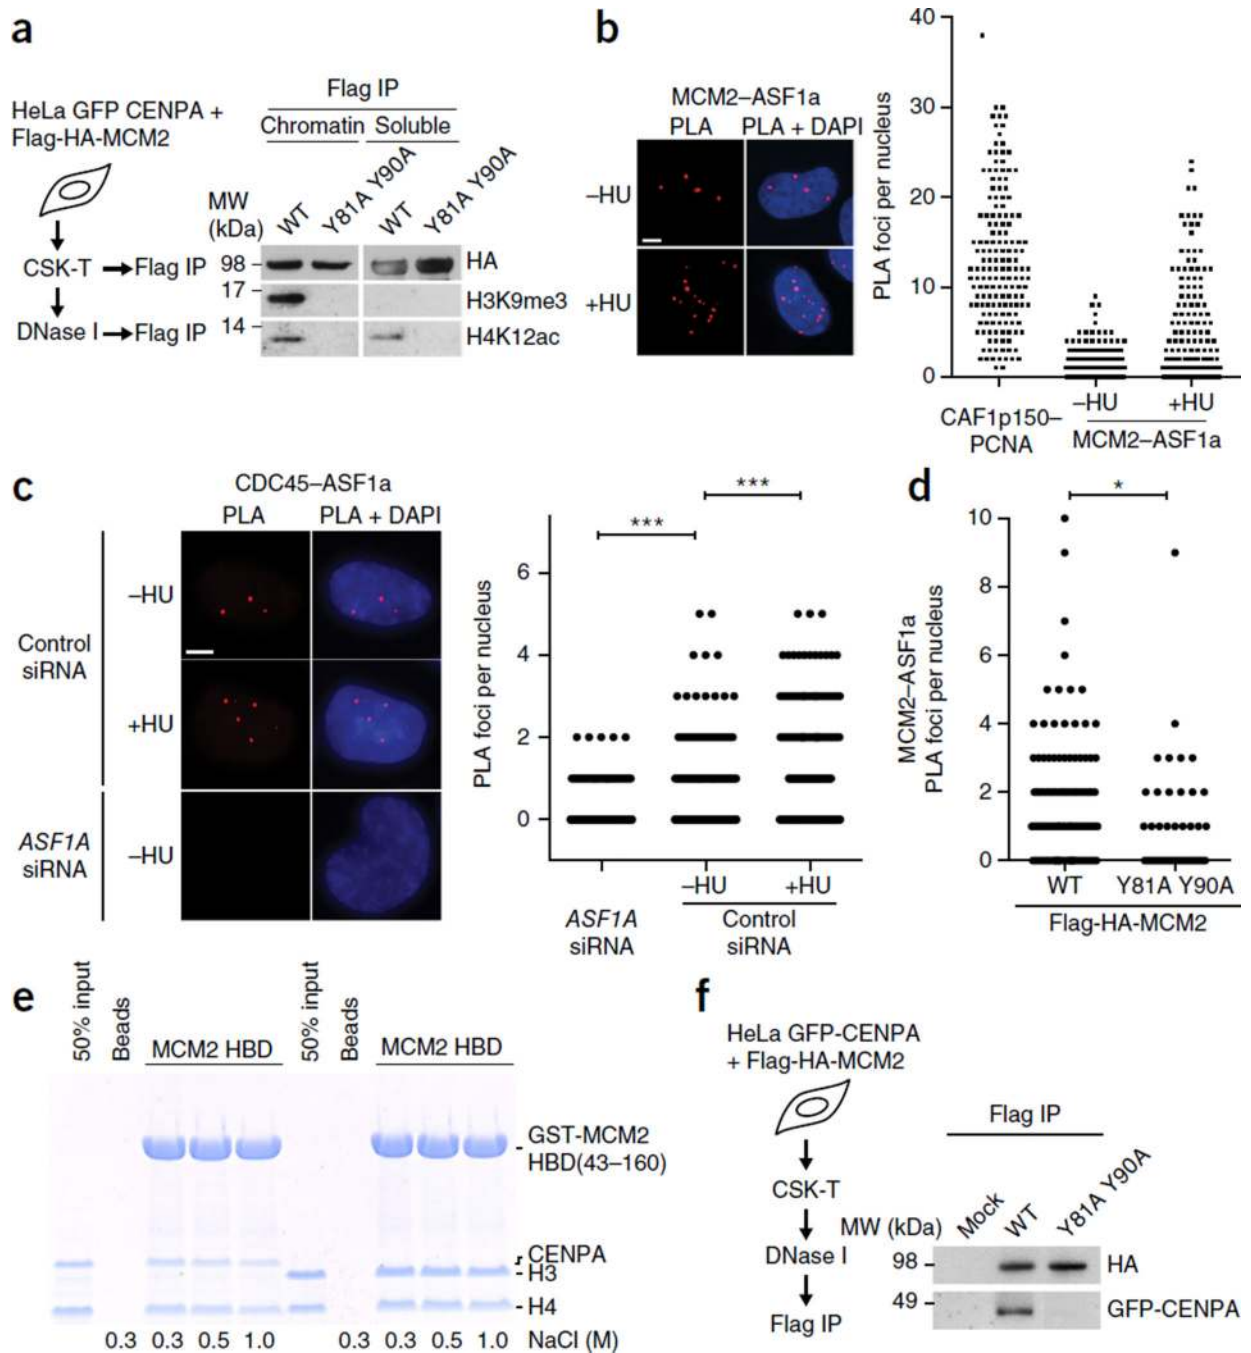 a
HeLa GFP CENPA +
Flag-HA-MCM2
CSK-T
Flag IP
DNase I
Flag IP
Flag IP
Chromatin Soluble
MW
(kDa)
WT
Y81A Y90A
WT
Y81A Y90A
98
HA
17
H3K9me3
14
H4K12ac
b
MCM2–ASF1a
PLA PLA + DAPI
–HU
+HU
PLA foci per nucleus
40
30
20
10
0
CAF1p150–
PCNA
–HU
+HU
MCM2–ASF1a
c
CDC45–ASF1a
PLA PLA + DAPI
Control
siRNA
–HU
+HU
ASF1A
siRNA
–HU
PLA foci per nucleus
6
4
2
0
***
***
ASF1A
siRNA
–HU
+HU
Control
siRNA
d
*
MCM2–ASF1a
PLA foci per nucleus
10
8
6
4
2
0
WT Y81A Y90A
Flag-HA-MCM2
e
50% input
Beads
MCM2 HBD
50% input
Beads
MCM2 HBD
GST-MCM2
HBD(43–160)
CENPA
H3
H4
0.3 0.3 0.5 1.0 0.3 0.3 0.5 1.0 NaCl (M)
f
HeLa GFP-CENPA
+ Flag-HA-MCM2
CSK-T
DNase I
Flag IP
Flag IP
MW (kDa)
Mock
WT
Y81A Y90A
98
HA
49
GFP-CENPA